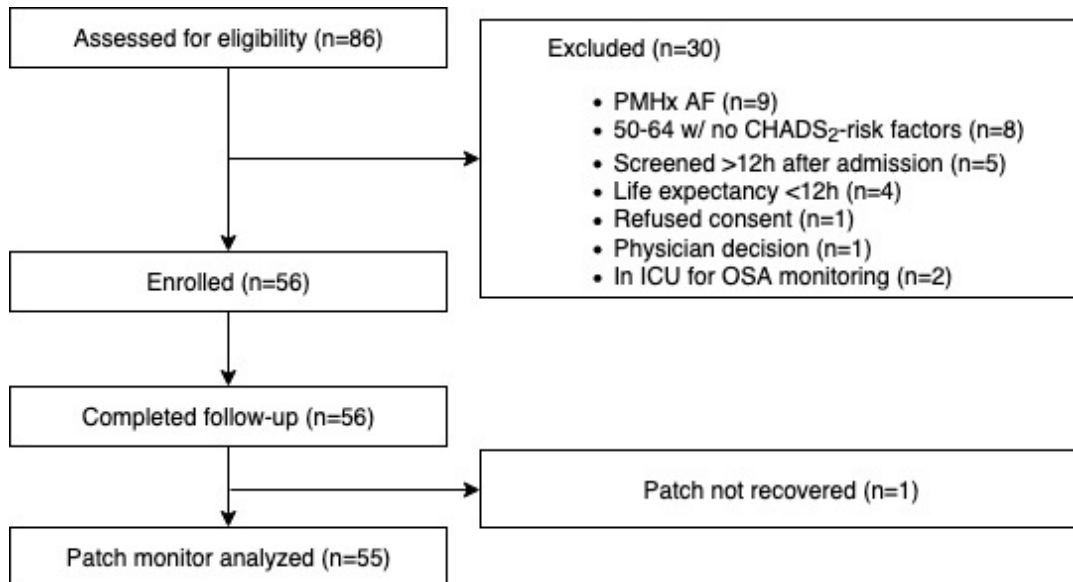 Assessed for eligibility (n=86)
Excluded (n=30)
• PMHx AF (n=9)
• 50-64 w/ no CHADS₂-risk factors (n=8)
• Screened >12h after admission (n=5)
• Life expectancy <12h (n=4)
• Refused consent (n=1)
• Physician decision (n=1)
• In ICU for OSA monitoring (n=2)
Enrolled (n=56)
Completed follow-up (n=56)
Patch not recovered (n=1)
Patch monitor analyzed (n=55)